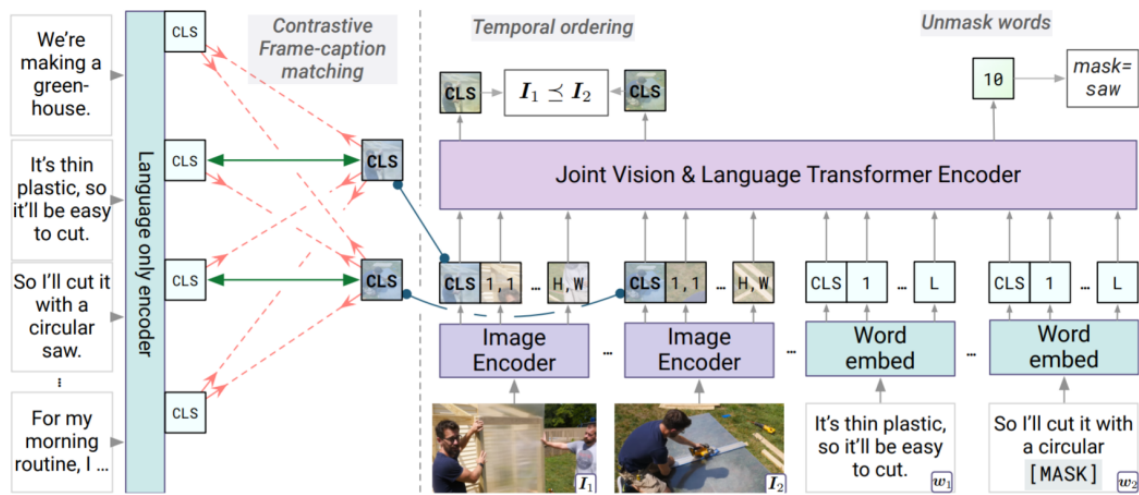 We're
making a
green-
house.
It's thin
plastic, so
it'll be easy
to cut.
So I'll cut it
with a
circular
saw.
...
For my
morning
routine, I ...
Language only encoder
CLS
CLS
CLS
CLS
Contrastive
Frame-caption
matching
CLS
CLS
Temporal ordering
Unmask words
CLS
I₁ ⪯ I₂
CLS
10
mask=
saw
Joint Vision & Language Transformer Encoder
CLS 1,1 ... H,W
CLS 1,1 ... H,W
CLS 1 ... L
CLS 1 ... L
Image
Encoder
...
Image
Encoder
...
Word
embed
...
Word
embed
I₁
I₂
It's thin plastic,
so it'll be easy
to cut.
w₁
So I'll cut it with
a circular
[MASK]
w₂